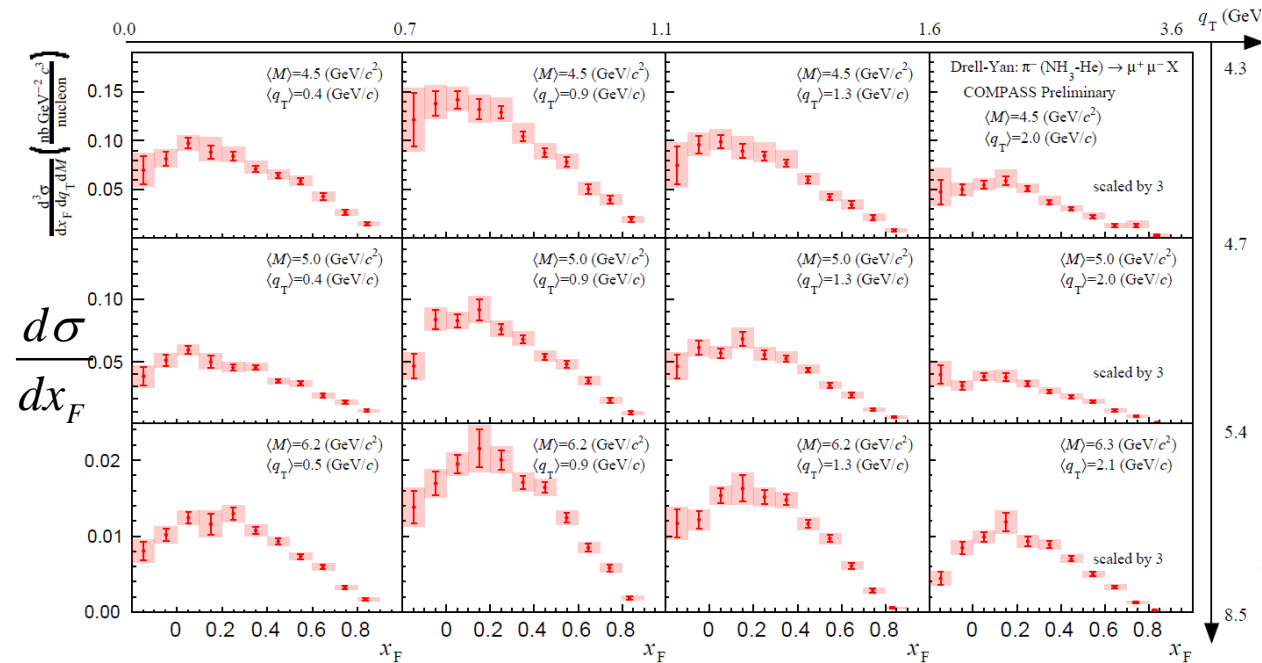 0.0 0.7 1.1 1.6 3.6 q_T (GeV
d³σ/dx_F dq_T dM (nb GeV⁻² c³/nucleon)
dσ/dx_F
0.15
0.10
0.05
⟨M⟩=4.5 (GeV/c²)
⟨q_T⟩=0.4 (GeV/c)
⟨M⟩=4.5 (GeV/c²)
⟨q_T⟩=0.9 (GeV/c)
⟨M⟩=4.5 (GeV/c²)
⟨q_T⟩=1.3 (GeV/c)
Drell-Yan: π⁻(NH₃-He) → μ⁺ μ⁻ X
COMPASS Preliminary
⟨M⟩=4.5 (GeV/c²)
⟨q_T⟩=2.0 (GeV/c)
scaled by 3
4.3
4.7
0.10
0.05
⟨M⟩=5.0 (GeV/c²)
⟨q_T⟩=0.4 (GeV/c)
⟨M⟩=5.0 (GeV/c²)
⟨q_T⟩=0.9 (GeV/c)
⟨M⟩=5.0 (GeV/c²)
⟨q_T⟩=1.3 (GeV/c)
⟨M⟩=5.0 (GeV/c²)
⟨q_T⟩=2.0 (GeV/c)
scaled by 3
5.4
0.02
0.01
0.00
⟨M⟩=6.2 (GeV/c²)
⟨q_T⟩=0.5 (GeV/c)
⟨M⟩=6.2 (GeV/c²)
⟨q_T⟩=0.9 (GeV/c)
⟨M⟩=6.2 (GeV/c²)
⟨q_T⟩=1.3 (GeV/c)
⟨M⟩=6.3 (GeV/c²)
⟨q_T⟩=2.1 (GeV/c)
scaled by 3
8.5
0 0.2 0.4 0.6 0.8 0 0.2 0.4 0.6 0.8 0 0.2 0.4 0.6 0.8 0 0.2 0.4 0.6 0.8
x_F x_F x_F x_F